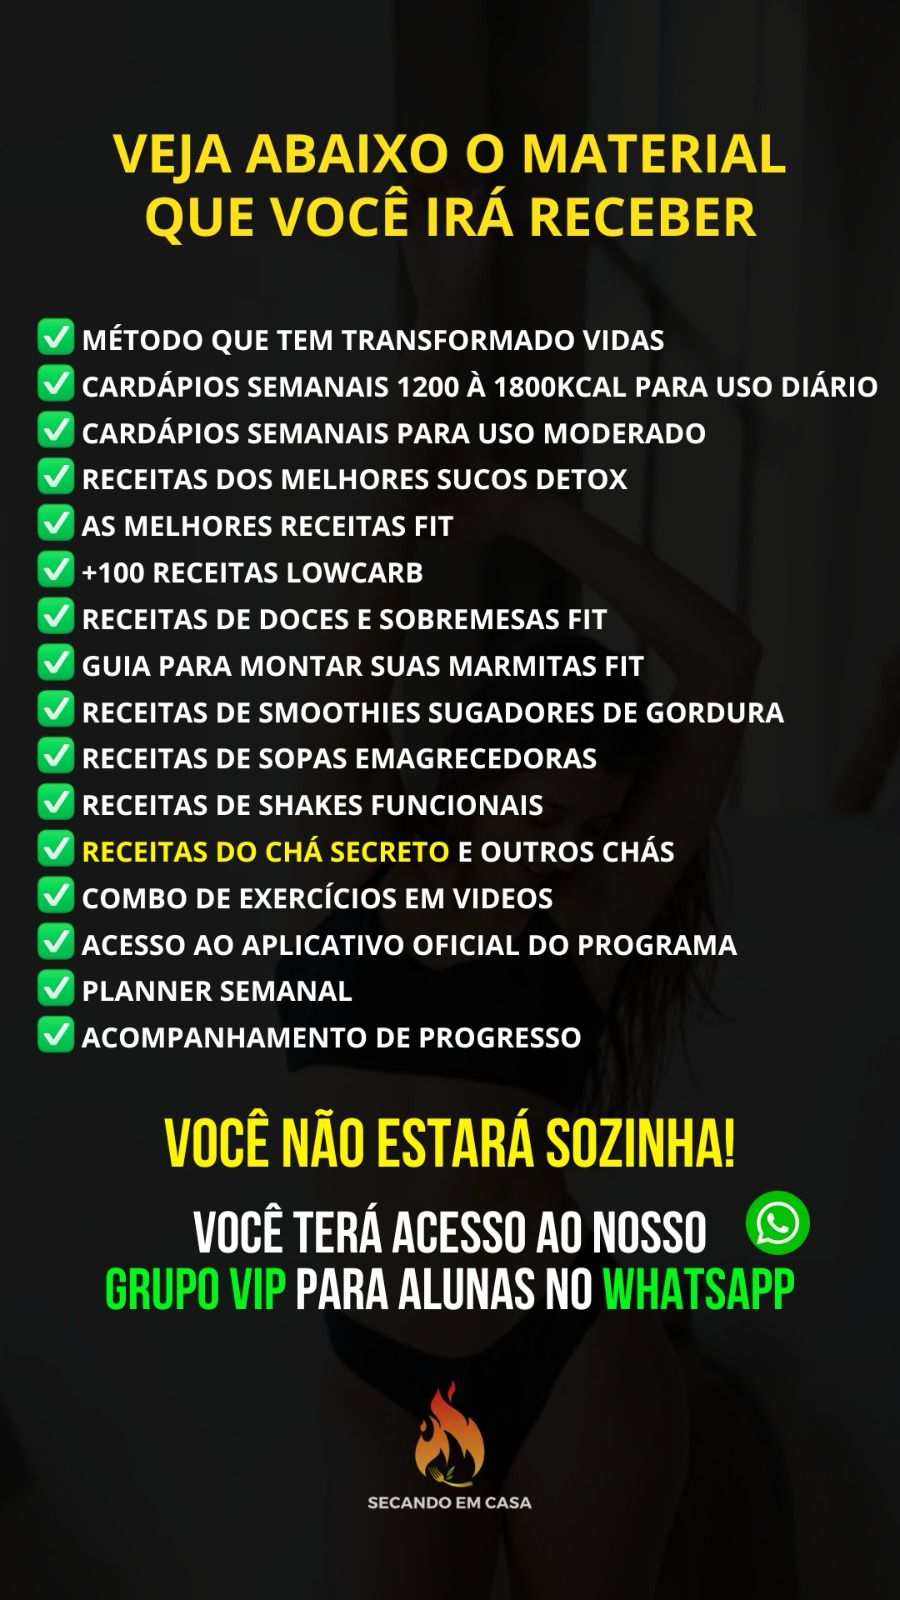 VEJA ABAIXO O MATERIAL
QUE VOCÊ IRÁ RECEBER
✅ MÉTODO QUE TEM TRANSFORMADO VIDAS
✅ CARDÁPIOS SEMANAIS 1200 À 1800KCAL PARA USO DIÁRIO
✅ CARDÁPIOS SEMANAIS PARA USO MODERADO
✅ RECEITAS DOS MELHORES SUCOS DETOX
✅ AS MELHORES RECEITAS FIT
✅ +100 RECEITAS LOWCARB
✅ RECEITAS DE DOCES E SOBREMESAS FIT
✅ GUIA PARA MONTAR SUAS MARMITAS FIT
✅ RECEITAS DE SMOOTHIES SUGADORES DE GORDURA
✅ RECEITAS DE SOPAS EMAGRECEDORAS
✅ RECEITAS DE SHAKES FUNCIONAIS
✅ RECEITAS DO CHÁ SECRETO E OUTROS CHÁS
✅ COMBO DE EXERCÍCIOS EM VIDEOS
✅ ACESSO AO APLICATIVO OFICIAL DO PROGRAMA
✅ PLANNER SEMANAL
✅ ACOMPANHAMENTO DE PROGRESSO
VOCÊ NÃO ESTARÁ SOZINHA!
VOCÊ TERÁ ACESSO AO NOSSO
GRUPO VIP PARA ALUNAS NO WHATSAPP
SECANDO EM CASA